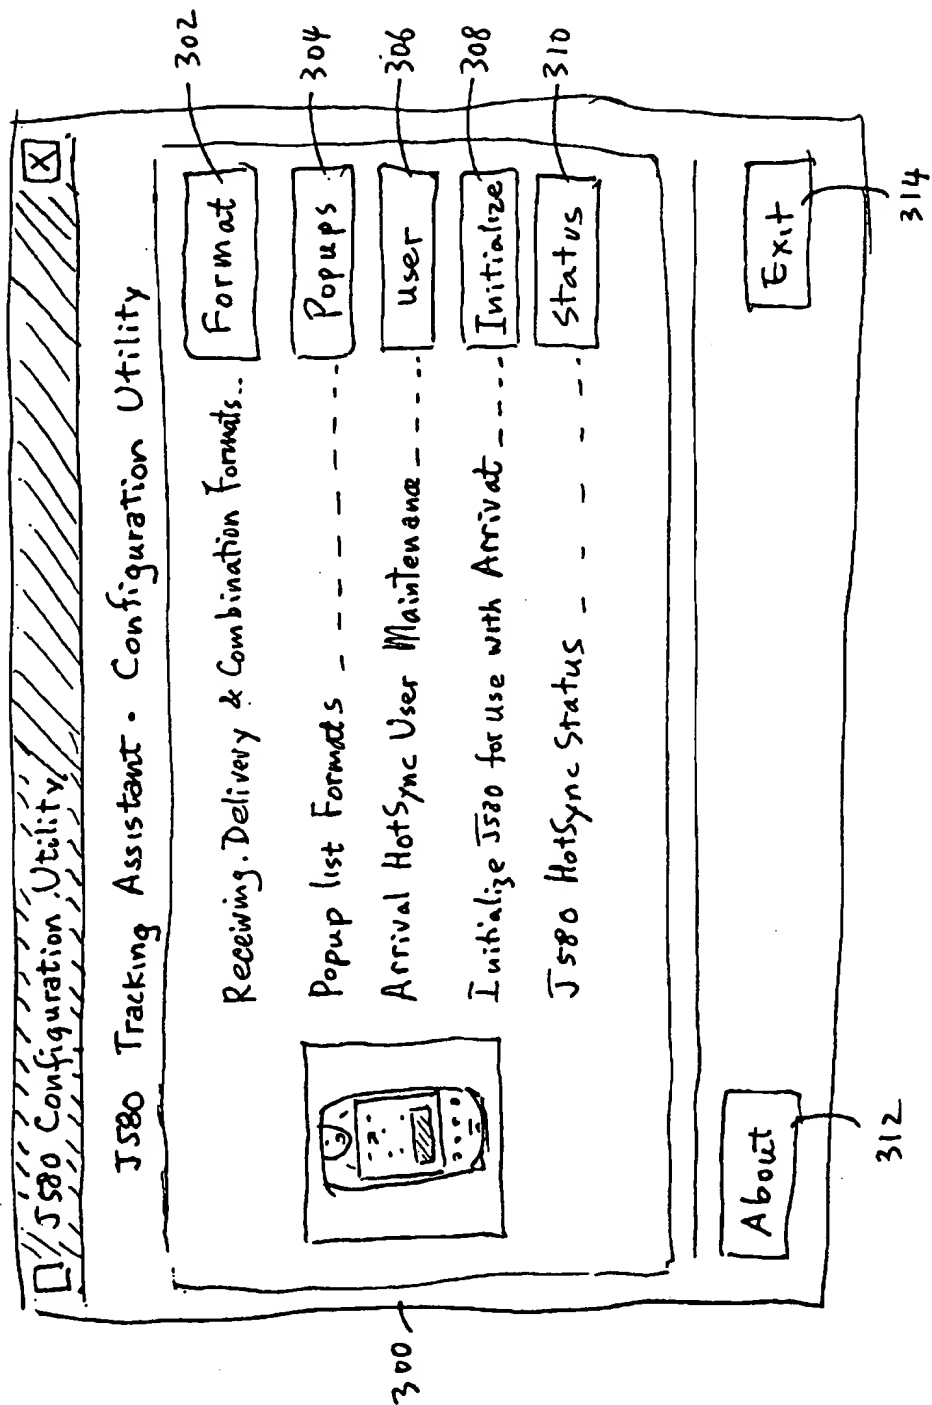 J580 Configuration Utility
X
J580 Tracking Assistant · Configuration Utility
Receiving. Delivery & Combination Formats..
Format
302
Popup list Formats
Popups
304
Arrival HotSync User Maintenance
User
306
Initialize J580 for use with Arrival
Initialize
308
J580 HotSync Status
Status
310
300
About
312
Exit
314